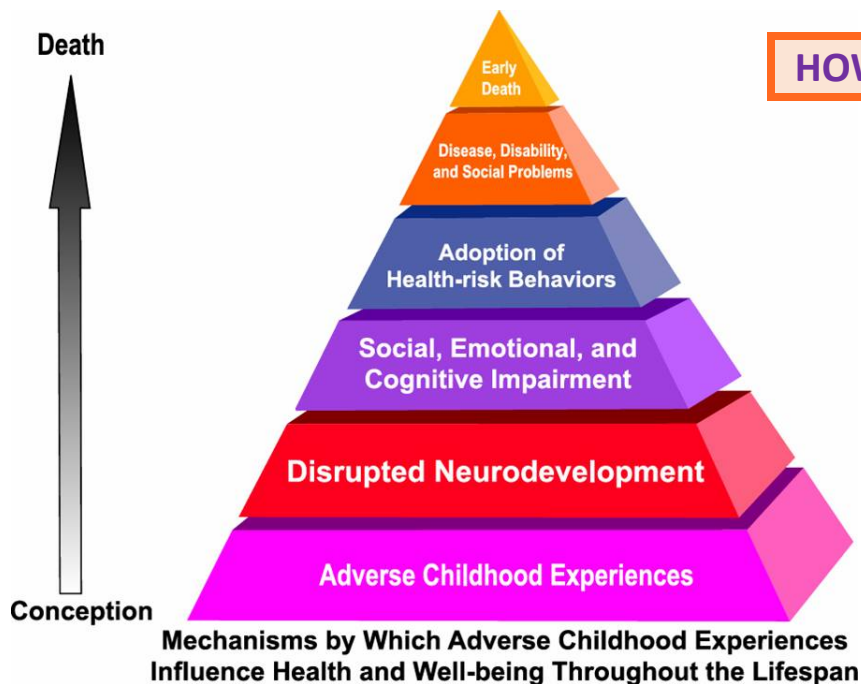 Death
HOW
Early
Death
Disease, Disability,
and Social Problems
Adoption of
Health-risk Behaviors
Social, Emotional, and
Cognitive Impairment
Disrupted Neurodevelopment
Adverse Childhood Experiences
Conception
Mechanisms by Which Adverse Childhood Experiences
Influence Health and Well-being Throughout the Lifespan